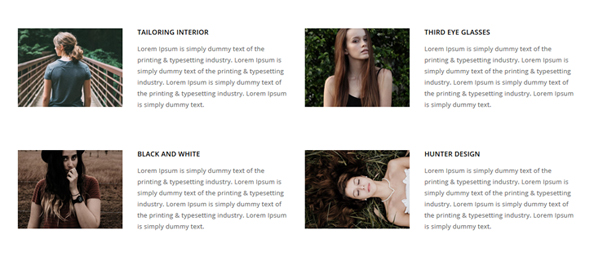 TAILORING INTERIOR
Lorem Ipsum is simply dummy text of the
printing & typesetting industry. Lorem Ipsum is
simply dummy text of the printing & typesetting
industry. Lorem Ipsum is simply dummy text of
the printing & typesetting industry. Lorem Ipsum
is simply dummy text.
THIRD EYE GLASSES
Lorem Ipsum is simply dummy text of the
printing & typesetting industry. Lorem Ipsum is
simply dummy text of the printing & typesetting
industry. Lorem Ipsum is simply dummy text of
the printing & typesetting industry. Lorem Ipsum
is simply dummy text.
BLACK AND WHITE
Lorem Ipsum is simply dummy text of the
printing & typesetting industry. Lorem Ipsum is
simply dummy text of the printing & typesetting
industry. Lorem Ipsum is simply dummy text of
the printing & typesetting industry. Lorem Ipsum
is simply dummy text.
HUNTER DESIGN
Lorem Ipsum is simply dummy text of the
printing & typesetting industry. Lorem Ipsum is
simply dummy text of the printing & typesetting
industry. Lorem Ipsum is simply dummy text of
the printing & typesetting industry. Lorem Ipsum
is simply dummy text.